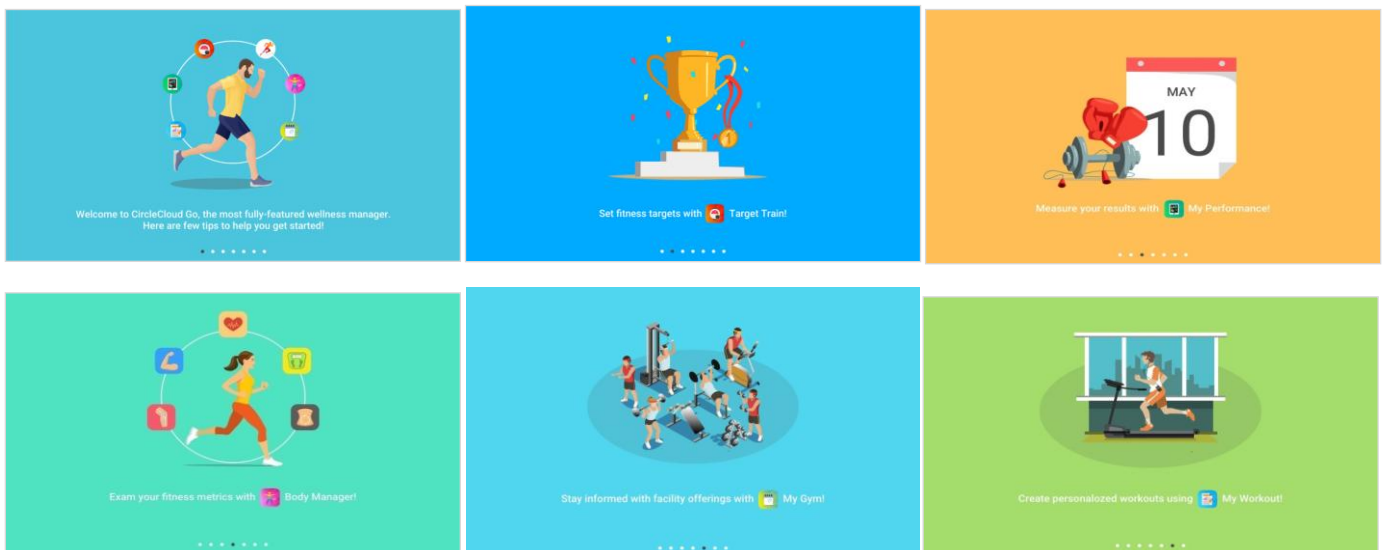 Welcome to CircleCloud Go, the most fully-featured wellness manager.
Here are few tips to help you get started!
1
Set fitness targets with Target Train!
MAY
10
Measure your results with My Performance!
Exam your fitness metrics with Body Manager!
Stay informed with facility offerings with My Gym!
Create personalozed workouts using My Workout!